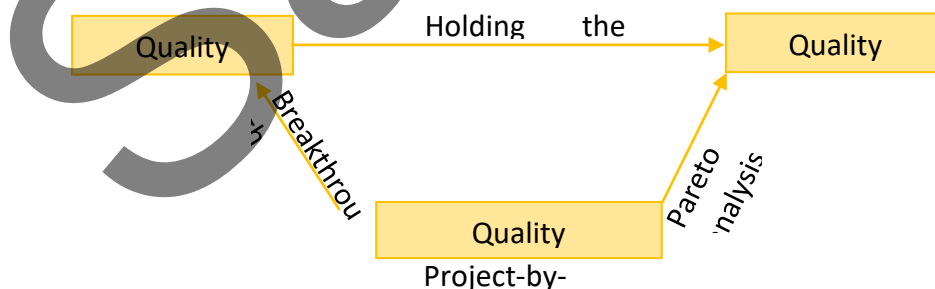 Holding the
Quality
Quality
Breakthrou
Pareto
Quality
Project-by-